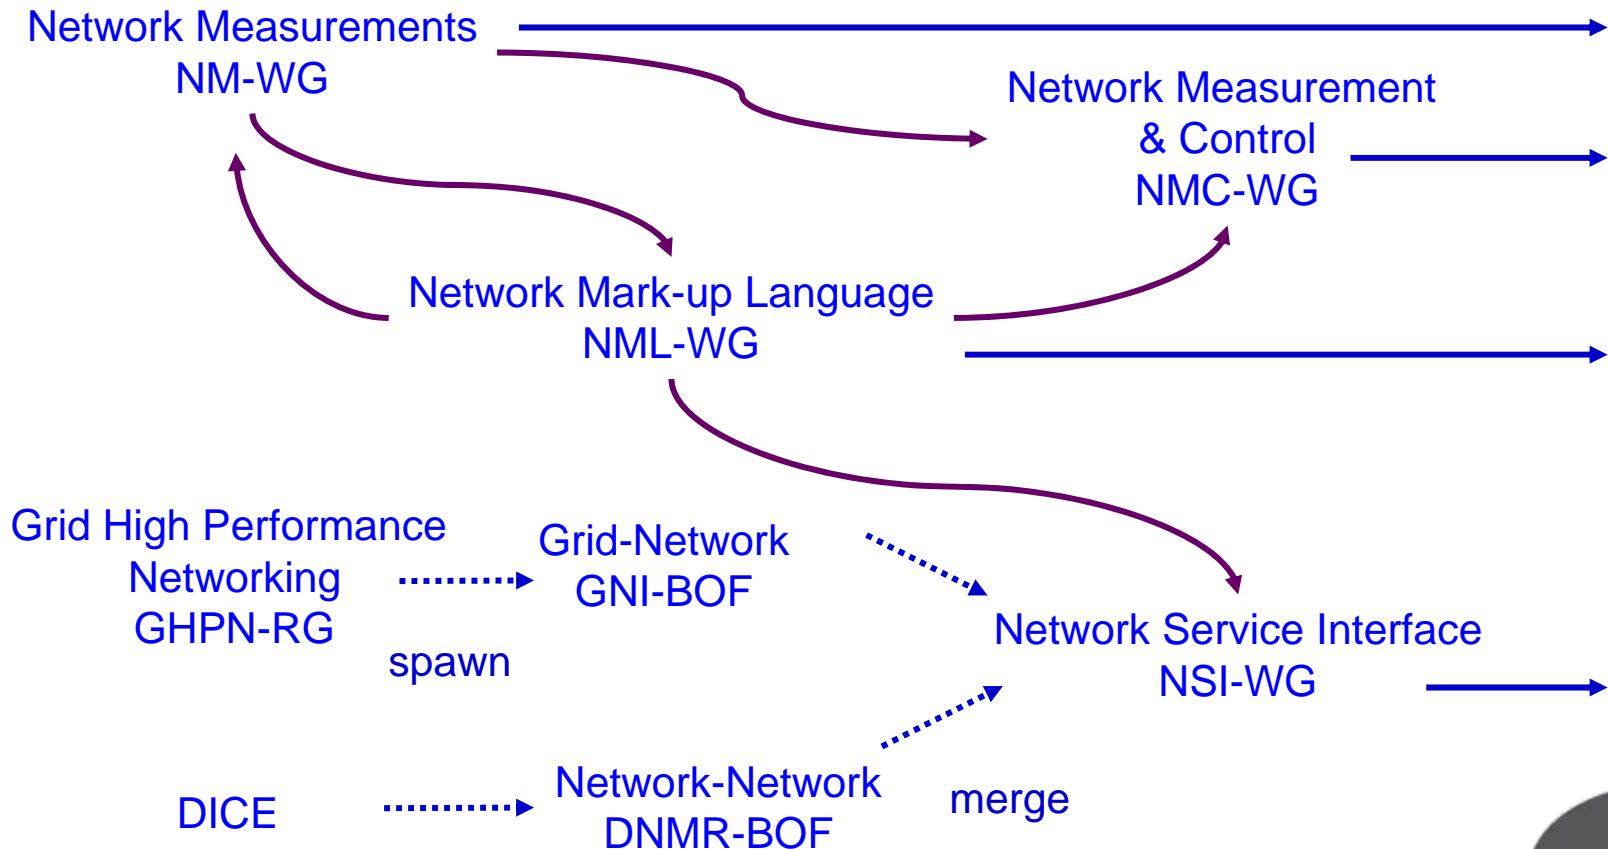 Network Measurements
NM-WG
Network Measurement
& Control
NMC-WG
Network Mark-up Language
NML-WG
Grid High Performance
Networking
GHPN-RG
spawn
Grid-Network
GNI-BOF
Network Service Interface
NSI-WG
DICE
Network-Network
DNMR-BOF
merge